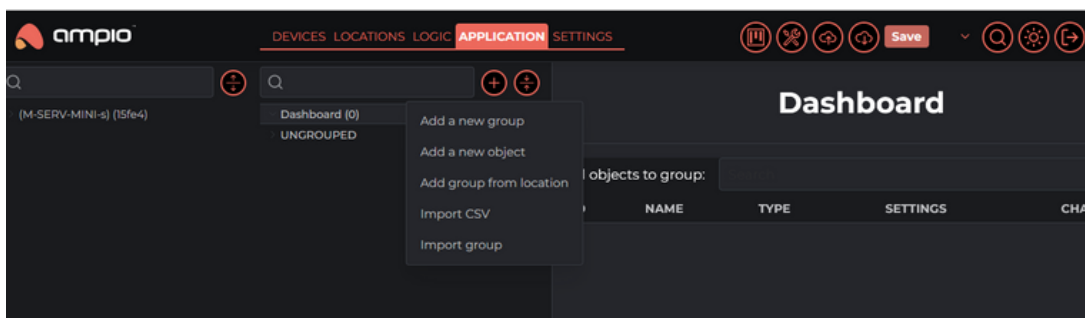 ampio
DEVICES LOCATIONS LOGIC APPLICATION SETTINGS
Save
(M-SERV-MINI-s) (15fe4)
Dashboard (0)
UNGROUPED
Add a new group
Add a new object
Add group from location
Import CSV
Import group
Dashboard
objects to group:
NAME TYPE SETTINGS CHA